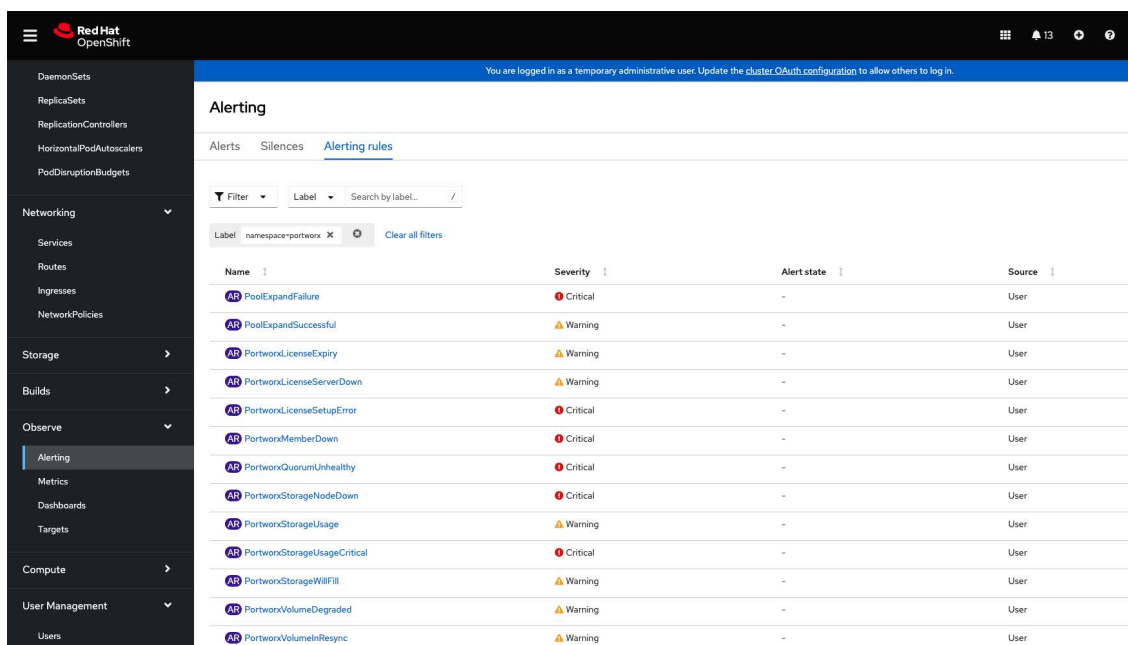 Red Hat
OpenShift
13
DaemonSets
ReplicaSets
ReplicationControllers
HorizontalPodAutoscalers
PodDisruptionBudgets
Networking
Services
Routes
Ingresses
NetworkPolicies
Storage
Builds
Observe
Alerting
Metrics
Dashboards
Targets
Compute
User Management
Users
You are logged in as a temporary administrative user. Update the cluster OAuth configuration to allow others to log in.
Alerting
Alerts Silences Alerting rules
Filter Label Search by label... /
Label namespace=portworx Clear all filters
Name Severity Alert state Source
AR PoolExpandFailure Critical - User
AR PoolExpandSuccessful Warning - User
AR PortworxLicenseExpiry Warning - User
AR PortworxLicenseServerDown Warning - User
AR PortworxLicenseSetupError Critical - User
AR PortworxMemberDown Critical - User
AR PortworxQuorumUnhealthy Critical - User
AR PortworxStorageNodeDown Critical - User
AR PortworxStorageUsage Warning - User
AR PortworxStorageUsageCritical Critical - User
AR PortworxStorageWillFill Warning - User
AR PortworxVolumeDegraded Warning - User
AR PortworxVolumeInResync Warning - User